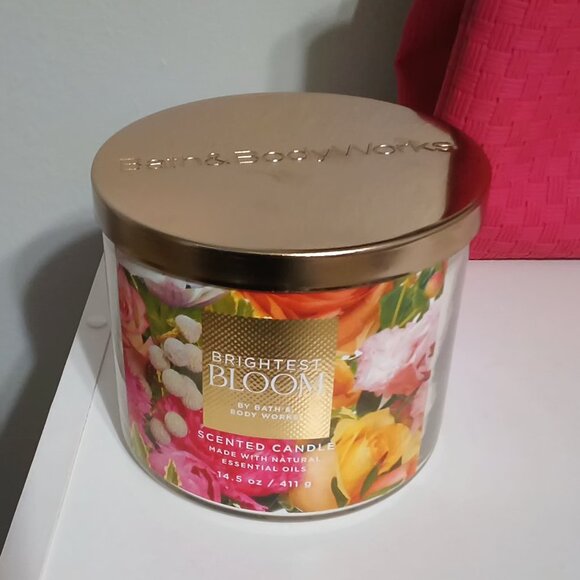 Bath&BodyWorks
BRIGHTEST
BLOOM
BY BATH &
BODY WORKS
SCENTED CANDLE
MADE WITH NATURAL
ESSENTIAL OILS
14.5 oz / 411 g